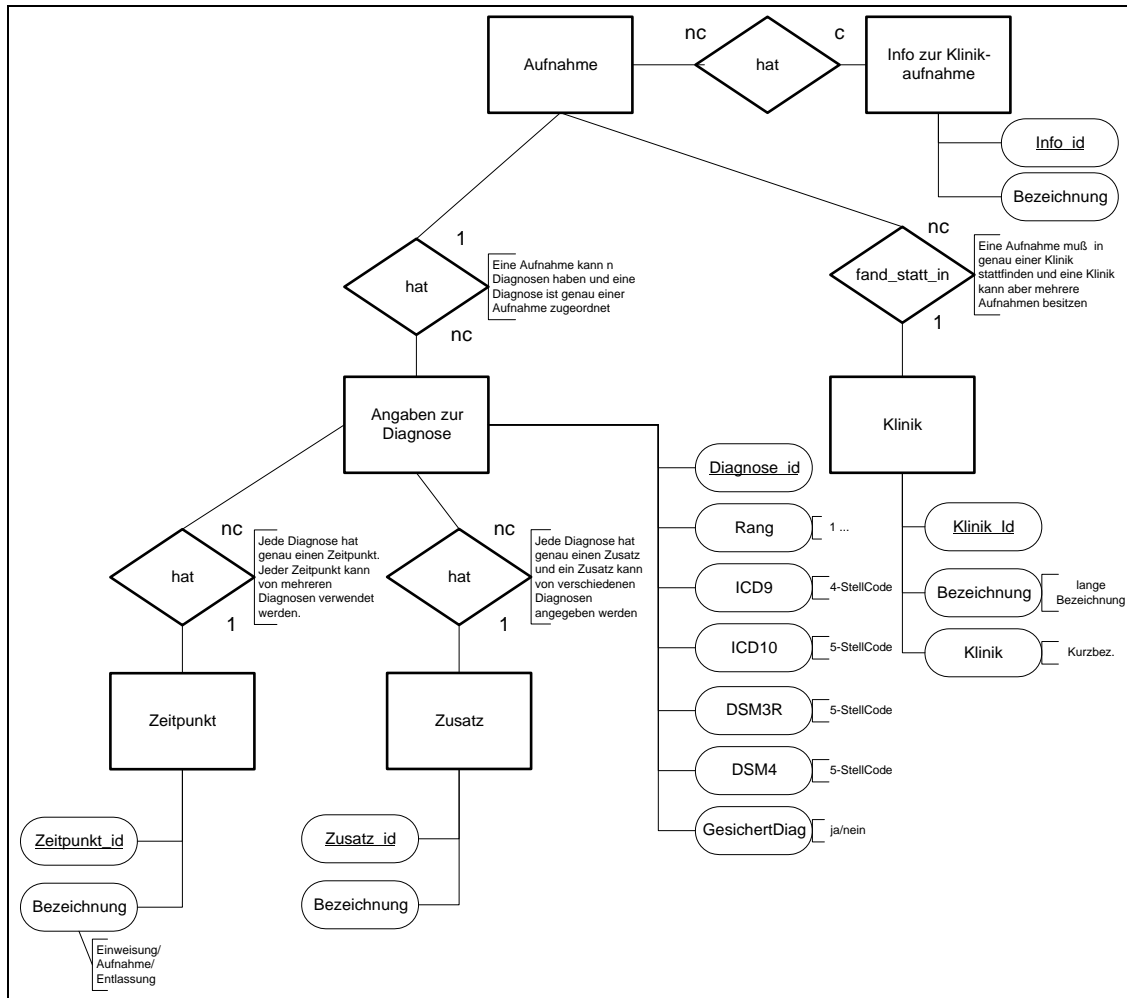 nc
c
Aufnahme
hat
Info zur Klinik-
aufnahme
Info_id
Bezeichnung
1
hat
Eine Aufnahme kann n
Diagnosen haben und eine
Diagnose ist genau einer
Aufnahme zugeordnet
nc
nc
fand_statt_in
Eine Aufnahme muß in
genau einer Klinik
stattfinden und eine Klinik
kann aber mehrere
Aufnahmen besitzen
1
Angaben zur
Diagnose
Klinik
Diagnose_id
Rang
1 ...
ICD9
4-StellCode
ICD10
5-StellCode
DSM3R
5-StellCode
DSM4
5-StellCode
GesichertDiag
ja/nein
Klinik_Id
Bezeichnung
lange
Bezeichnung
Klinik
Kurzbez.
nc
hat
Jede Diagnose hat
genau einen Zeitpunkt.
Jeder Zeitpunkt kann
von mehreren
Diagnosen verwendet
werden.
1
nc
hat
Jede Diagnose hat
genau einen Zusatz
und ein Zusatz kann
von verschiedenen
Diagnosen
angegeben werden
1
Zeitpunkt
Zusatz
Zeitpunkt_id
Bezeichnung
Einweisung/
Aufnahme/
Entlassung
Zusatz_id
Bezeichnung